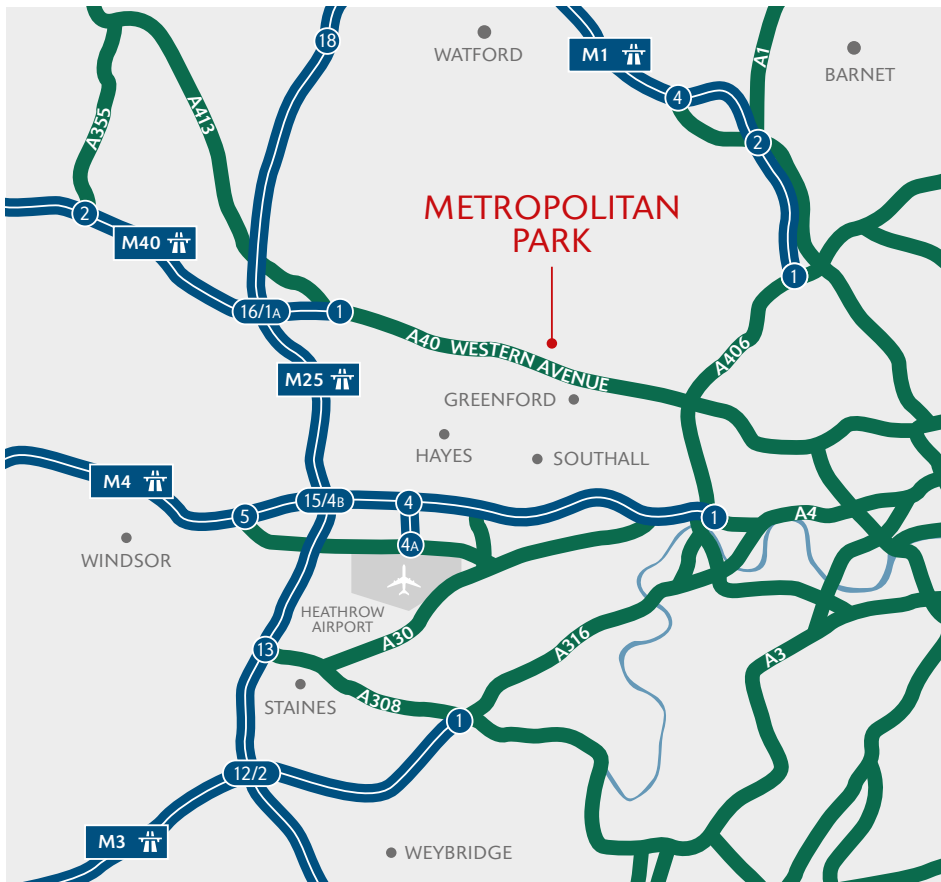 18
WATFORD
M1
A1
BARNET
4
A355
A413
2
2
METROPOLITAN
PARK
M40
1
16/1A
1
A40 WESTERN AVENUE
A406
M25
GREENFORD
HAYES
SOUTHALL
M4
15/4B
4
5
1
A4
4A
WINDSOR
HEATHROW
AIRPORT
A30
A316
13
A3
STAINES
A308
1
12/2
M3
WEYBRIDGE